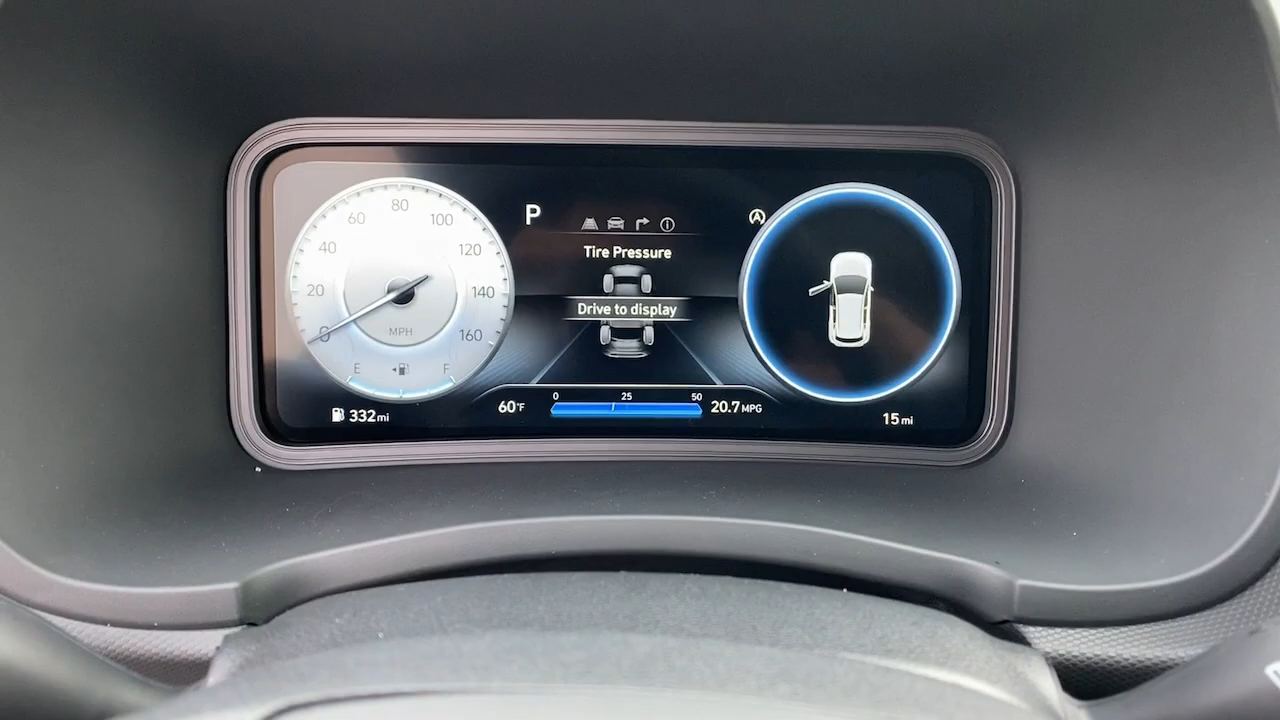 0
20
40
60
80
100
120
140
160
MPH
E
F
332mi
P
Tire Pressure
Drive to display
60°F
0
25
50
20.7MPG
A
15mi